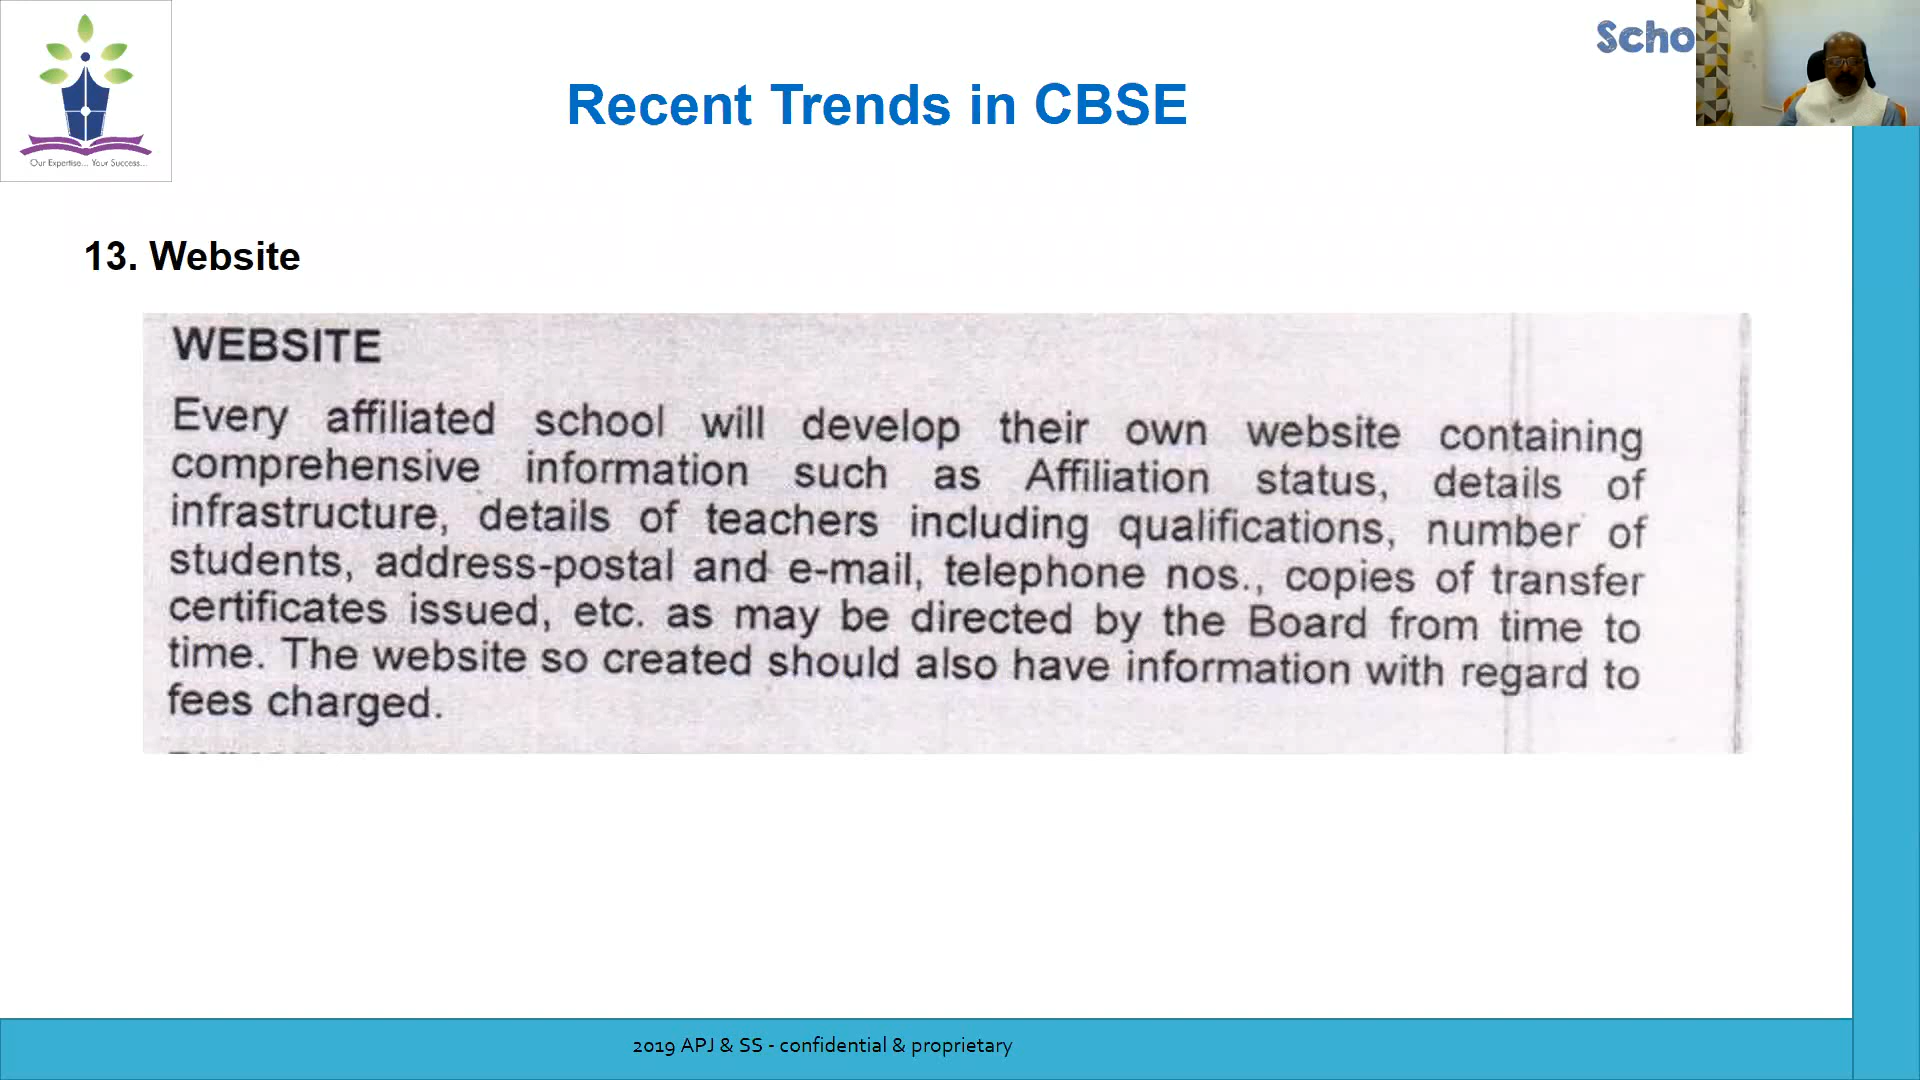 Scho
Our Expertise... Your Success...
Recent Trends in CBSE
13. Website
WEBSITE
Every affiliated school will develop their own website containing
comprehensive information such as Affiliation status, details of
infrastructure, details of teachers including qualifications, number of
students, address-postal and e-mail, telephone nos., copies of transfer
certificates issued, etc. as may be directed by the Board from time to
time. The website so created should also have information with regard to
fees charged.
2019 APJ & SS - confidential & proprietary